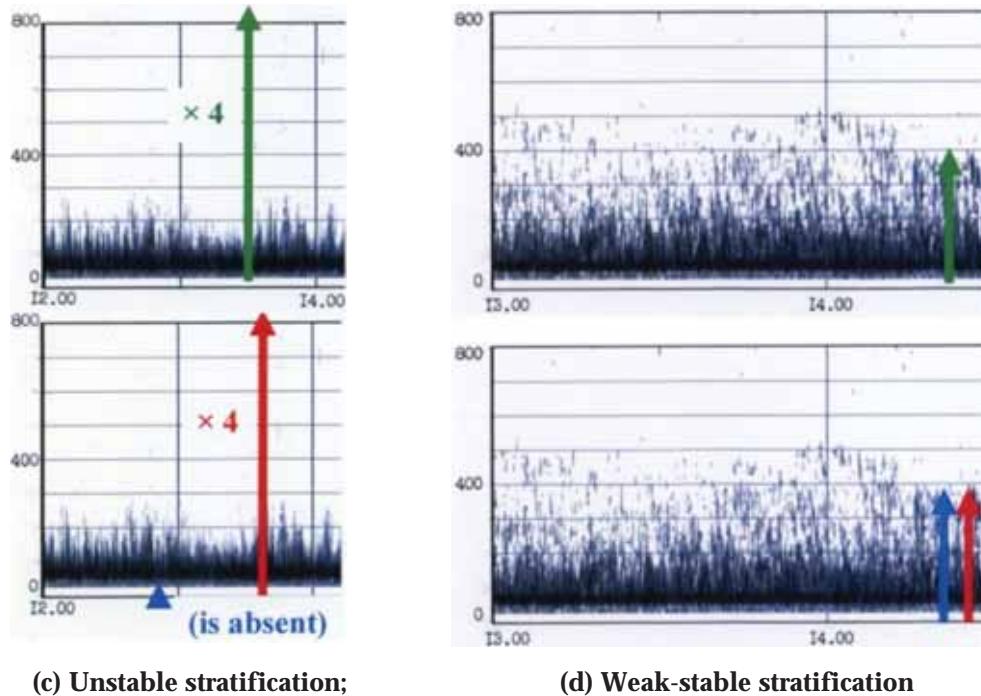 800
× 4
400
0
I2.00 I4.00
800
× 4
400
0
I2.00
(is absent)
(c) Unstable stratification;
800
400
0
I3.00 I4.00
800
400
0
I3.00 I4.00
(d) Weak-stable stratification